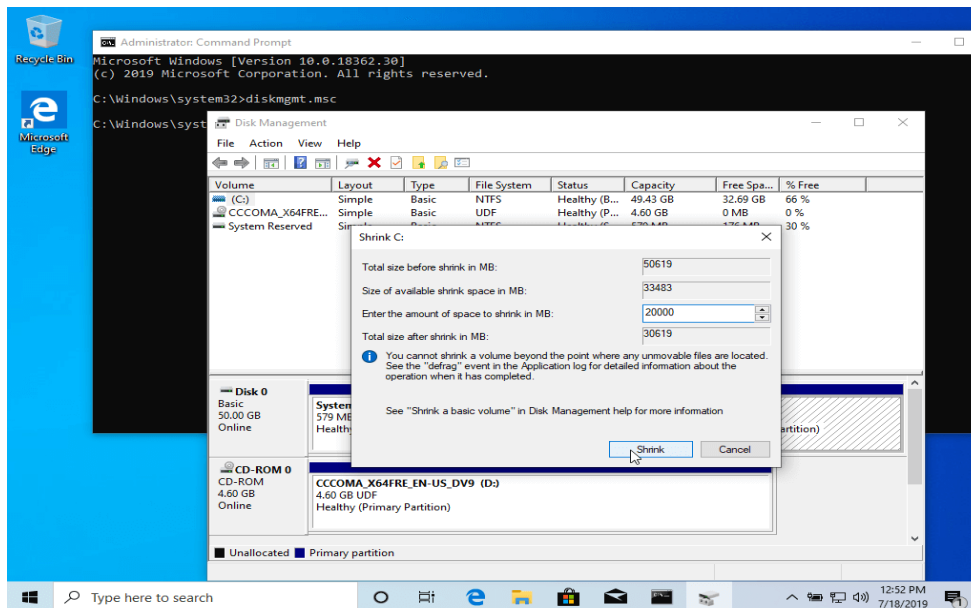 Recycle Bin
Microsoft
Edge
Administrator: Command Prompt
Microsoft Windows [Version 10.0.18362.30]
(c) 2019 Microsoft Corporation. All rights reserved.
C:\Windows\system32>diskmgmt.msc
C:\Windows\syst
Disk Management
File Action View Help
Volume Layout Type File System Status Capacity Free Spa... % Free
(C:) Simple Basic NTFS Healthy (B... 49.43 GB 32.69 GB 66 %
CCCOMA_X64FRE... Simple Basic UDF Healthy (P... 4.60 GB 0 MB 0 %
System Reserved 30 %
Shrink C:
Total size before shrink in MB: 50619
Size of available shrink space in MB: 33483
Enter the amount of space to shrink in MB: 20000
Total size after shrink in MB: 30619
You cannot shrink a volume beyond the point where any unmovable files are located.
See the "defrag" event in the Application log for detailed information about the
operation when it has completed.
See "Shrink a basic volume" in Disk Management help for more information
Shrink Cancel
Disk 0
Basic
50.00 GB
Online
System
579 MB
Health
artition)
CD-ROM 0
CD-ROM
4.60 GB
Online
CCCOMA_X64FRE_EN-US_DV9 (D:)
4.60 GB UDF
Healthy (Primary Partition)
Unallocated Primary partition
Type here to search
12:52 PM
7/18/2019